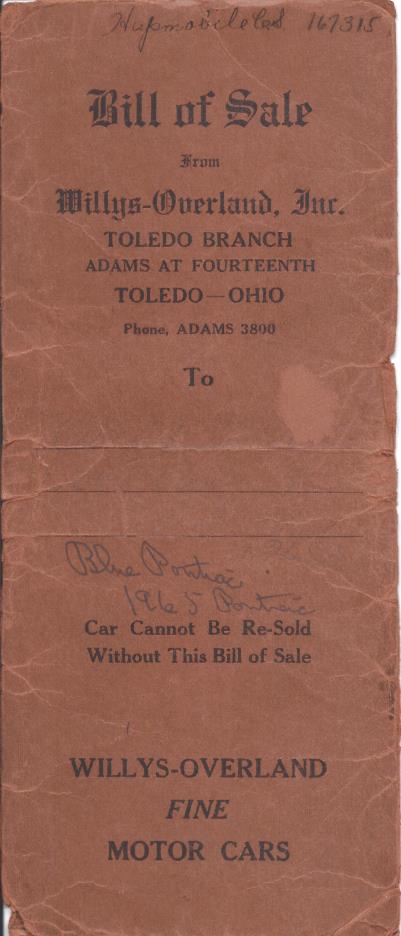 Hupmobile Cd 167315
Bill of Sale
From
Willys-Overland, Inc.
TOLEDO BRANCH
ADAMS AT FOURTEENTH
TOLEDO—OHIO
Phone, ADAMS 3800
To
Blue Pontiac
1965 Pontiac
Car Cannot Be Re-Sold
Without This Bill of Sale
WILLYS-OVERLAND
FINE
MOTOR CARS